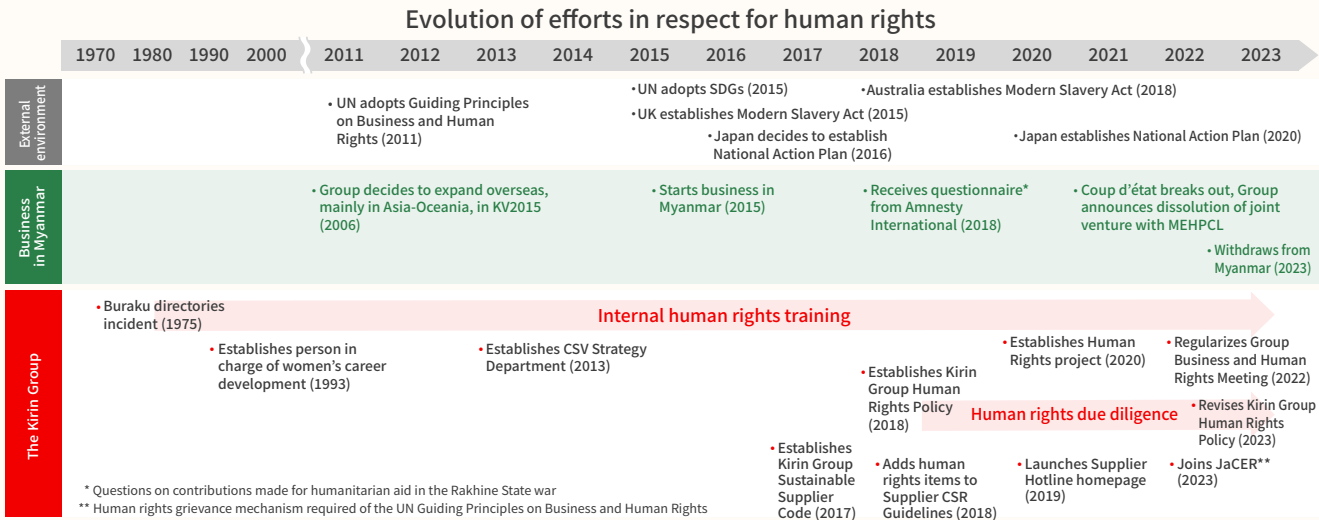 Evolution of efforts in respect for human rights
1970 1980 1990 2000 2011 2012 2013 2014 2015 2016 2017 2018 2019 2020 2021 2022 2023
External
environment
• UN adopts Guiding Principles
on Business and Human
Rights (2011)
•UN adopts SDGs (2015)
•UK establishes Modern Slavery Act (2015)
•Japan decides to establish
National Action Plan (2016)
•Australia establishes Modern Slavery Act (2018)
•Japan establishes National Action Plan (2020)
Business
in Myanmar
• Group decides to expand overseas,
mainly in Asia-Oceania, in KV2015
(2006)
• Starts business in
Myanmar (2015)
• Receives questionnaire*
from Amnesty
International (2018)
• Coup d’état breaks out, Group
announces dissolution of joint
venture with MEHPCL
• Withdraws from
Myanmar (2023)
The Kirin Group
• Buraku directories
incident (1975)
Internal human rights training
• Establishes person in
charge of women’s career
development (1993)
• Establishes CSV Strategy
Department (2013)
• Establishes Kirin
Group Human
Rights Policy
(2018)
• Establishes Human
Rights project (2020)
• Regularizes Group
Business and Human
Rights Meeting (2022)
Human rights due diligence
• Revises Kirin Group
Human Rights
Policy (2023)
• Establishes
Kirin Group
Sustainable
Supplier
Code (2017)
• Adds human
rights items to
Supplier CSR
Guidelines (2018)
• Launches Supplier
Hotline homepage
(2019)
• Joins JaCER**
(2023)
* Questions on contributions made for humanitarian aid in the Rakhine State war
** Human rights grievance mechanism required of the UN Guiding Principles on Business and Human Rights